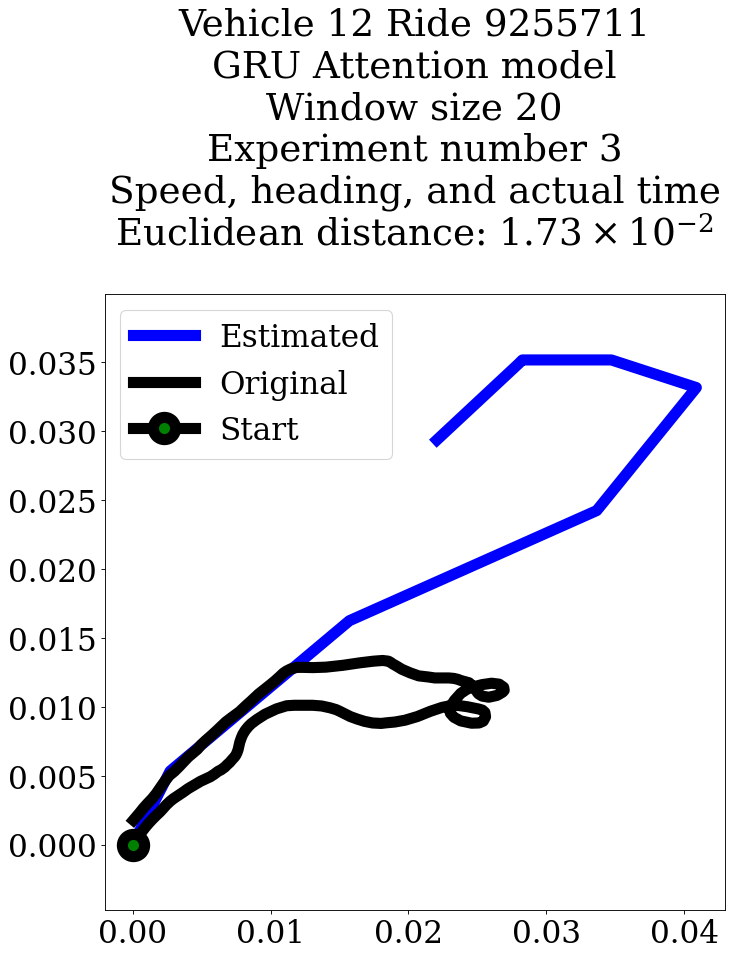 Vehicle 12 Ride 9255711
GRU Attention model
Window size 20
Experiment number 3
Speed, heading, and actual time
Euclidean distance: 1.73 × 10⁻²
Estimated
Original
Start
0.035
0.030
0.025
0.020
0.015
0.010
0.005
0.000
0.00 0.01 0.02 0.03 0.04